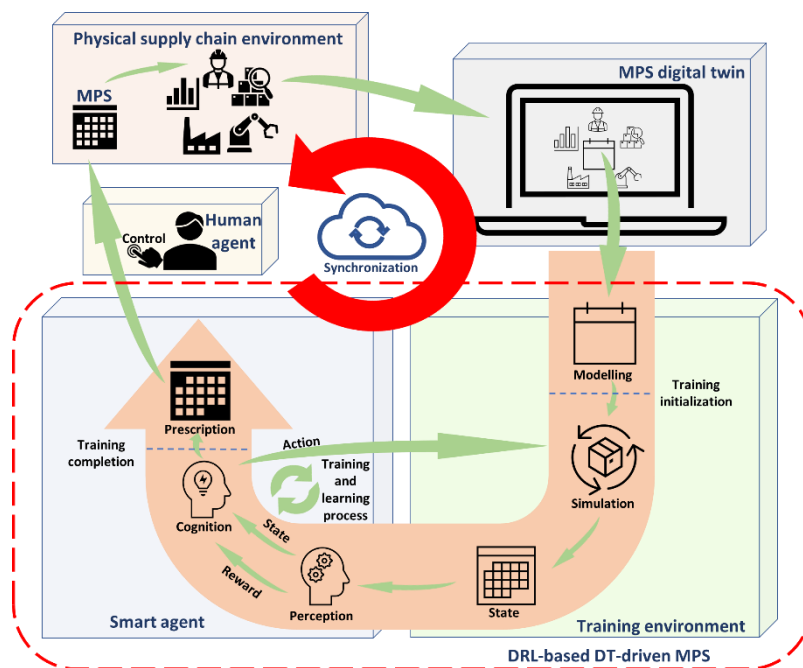 Physical supply chain environment
MPS
MPS digital twin
Human
agent
Control
Synchronization
Modelling
Training
initialization
Prescription
Training
completion
Action
Training
and
learning
process
Simulation
Cognition
State
Reward
Perception
State
Smart agent
Training environment
DRL-based DT-driven MPS